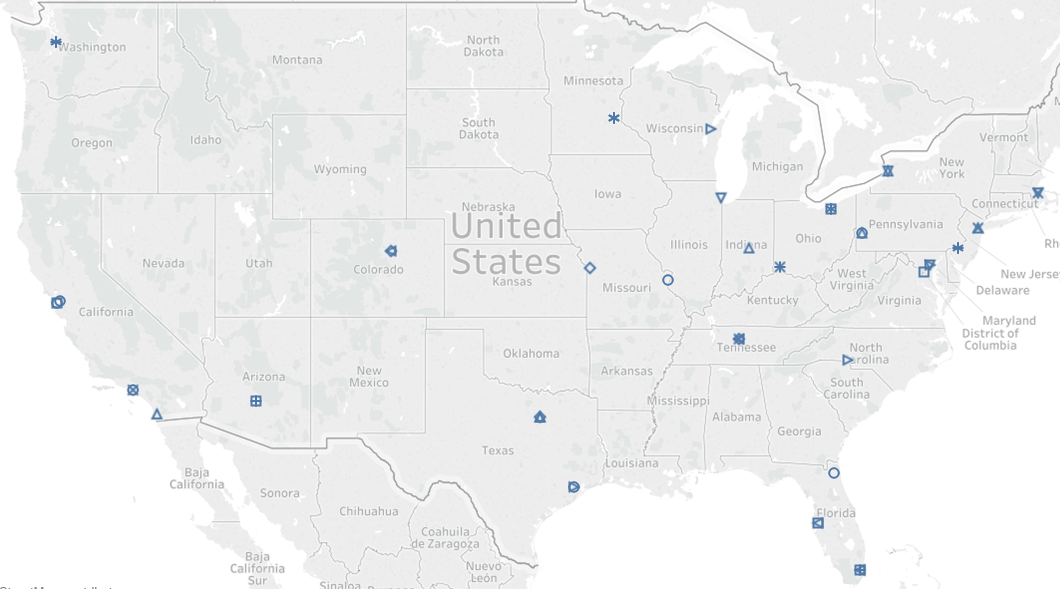 Washington
Montana
North
Dakota
Minnesota
Oregon
Idaho
South
Dakota
Wisconsin
Michigan
Vermont
New
York
Wyoming
Iowa
Nebraska
Connecticut
Pennsylvania
United
States
Nevada
Utah
Colorado
Kansas
Illinois
Indiana
Ohio
Missouri
West
Virginia
New Jersey
Delaware
California
Kentucky
Virginia
Maryland
District of
Columbia
Oklahoma
Tennessee
North
Carolina
Arizona
New
Mexico
Arkansas
South
Carolina
Mississippi
Alabama
Georgia
Texas
Louisiana
Baja
California
Sonora
Chihuahua
Florida
Coahuila
de Zaragoza
Baja
California
Sur
Nuevo
León